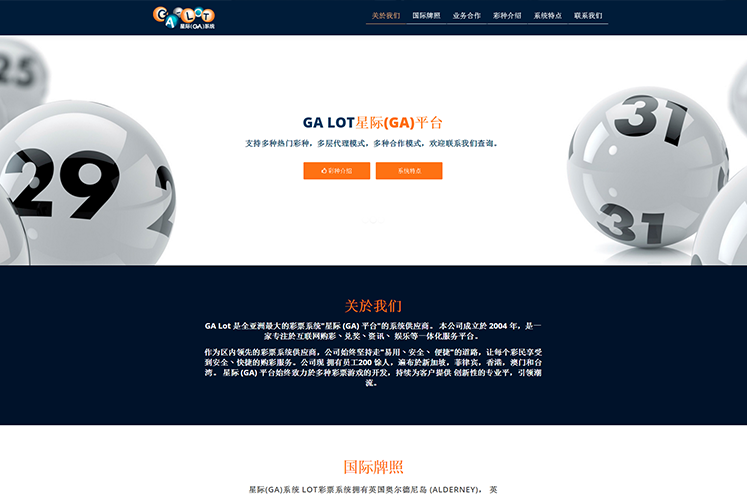 GA LOT
星际(GA)系统
关於我们 国际牌照 业务合作 彩种介绍 系统特点 联系我们
25
29
2
31
31
GA LOT星际(GA)平台
支持多种热门彩种，多层代理模式，多种合作模式，欢迎联系我们查询。
彩种介绍 系统特点
关於我们
GA Lot 是全亚洲最大的彩票系统"星际 (GA) 平台"的系统供应商。 本公司成立於 2004 年，是一
家专注於互联网购彩、兑奖、资讯、 娱乐等一体化服务平台。
作为区内领先的彩票系统供应商，公司始终坚持走"易用、安全、 便捷"的道路，让每个彩民享受
到安全、快捷的购彩服务。公司现 拥有员工200 馀人，遍布於新加坡，菲律宾，香港，澳门和台
湾。 星际 (GA) 平台始终致力於多种彩票游戏的开发，持续为客户提供 创新性的专业平，引领潮
流。
国际牌照
星际(GA)系统 LOT彩票系统拥有英国奥尔德尼岛 (ALDERNEY)， 英